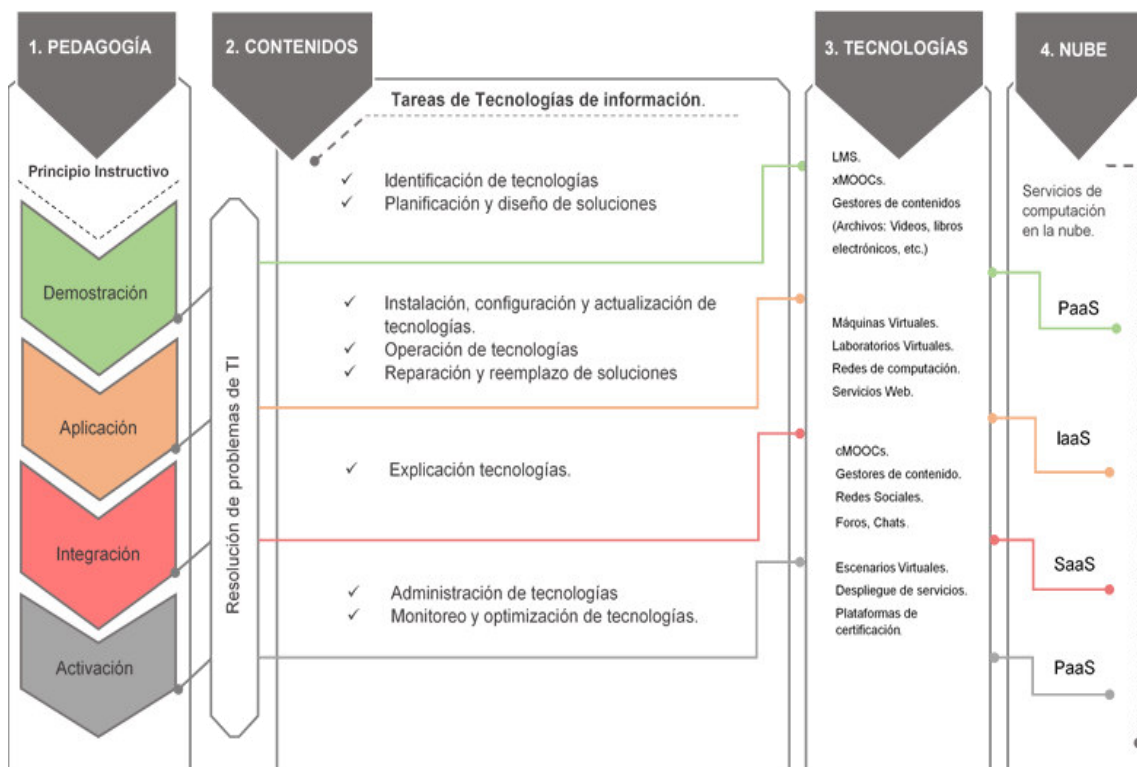 1. PEDAGOGÍA
2. CONTENIDOS
3. TECNOLOGÍAS
4. NUBE
Principio Instructivo
Demostración
Aplicación
Integración
Activación
Resolución de problemas de TI
Tareas de Tecnologías de información.
✓ Identificación de tecnologías
✓ Planificación y diseño de soluciones
✓ Instalación, configuración y actualización de
tecnologías.
✓ Operación de tecnologías
✓ Reparación y reemplazo de soluciones
✓ Explicación tecnologías.
✓ Administración de tecnologías
✓ Monitoreo y optimización de tecnologías.
LMS.
xMOOCs.
Gestores de contenidos
(Archivos: Videos, libros
electrónicos, etc.)
Máquinas Virtuales.
Laboratorios Virtuales.
Redes de computación.
Servicios Web.
cMOOCs.
Gestores de contenido.
Redes Sociales.
Foros, Chats.
Escenarios Virtuales.
Despliegue de servicios.
Plataformas de
certificación.
Servicios de
computación
en la nube.
PaaS
IaaS
SaaS
PaaS